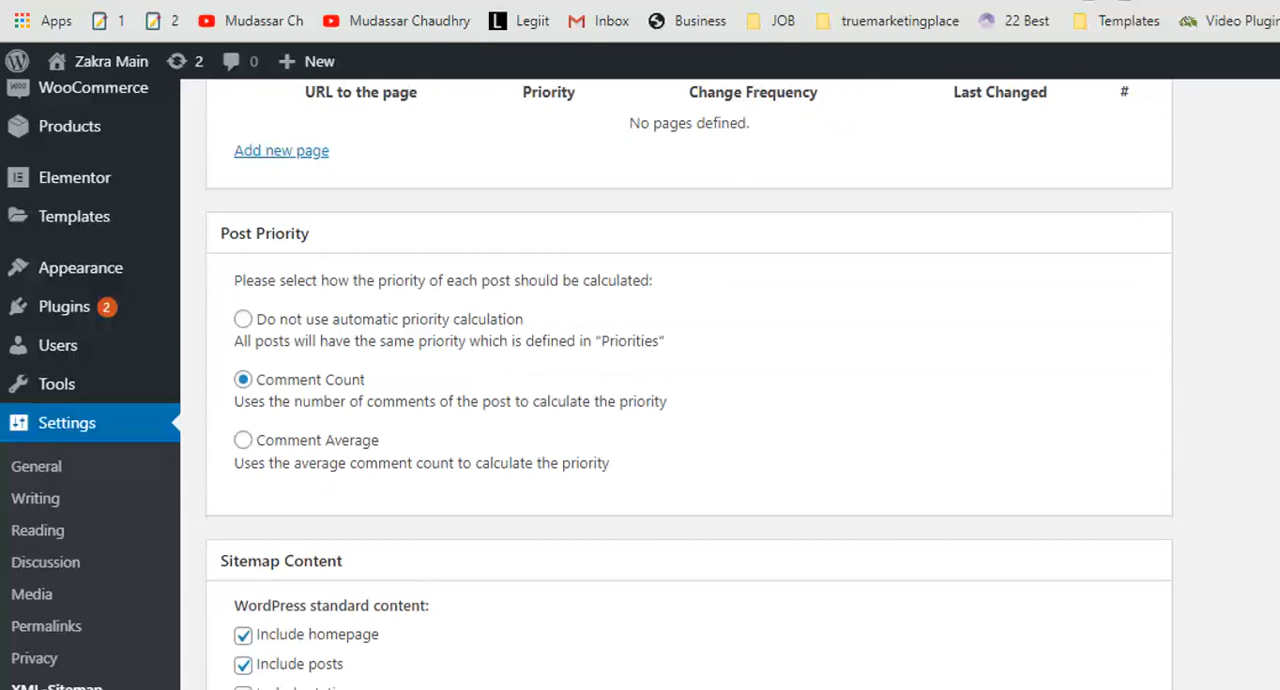 Apps 1 2 Mudassar Ch Mudassar Chaudhry Legiit Inbox Business JOB truemarketingplace 22 Best Templates Video Plugin
Zakra Main 2 0 + New
WooCommerce
Products
Elementor
Templates
Appearance
Plugins 2
Users
Tools
Settings
General
Writing
Reading
Discussion
Media
Permalinks
Privacy
XML-Sitemap
URL to the page Priority Change Frequency Last Changed #
No pages defined.
Add new page
Post Priority
Please select how the priority of each post should be calculated:
Do not use automatic priority calculation
All posts will have the same priority which is defined in "Priorities"
Comment Count
Uses the number of comments of the post to calculate the priority
Comment Average
Uses the average comment count to calculate the priority
Sitemap Content
WordPress standard content:
Include homepage
Include posts